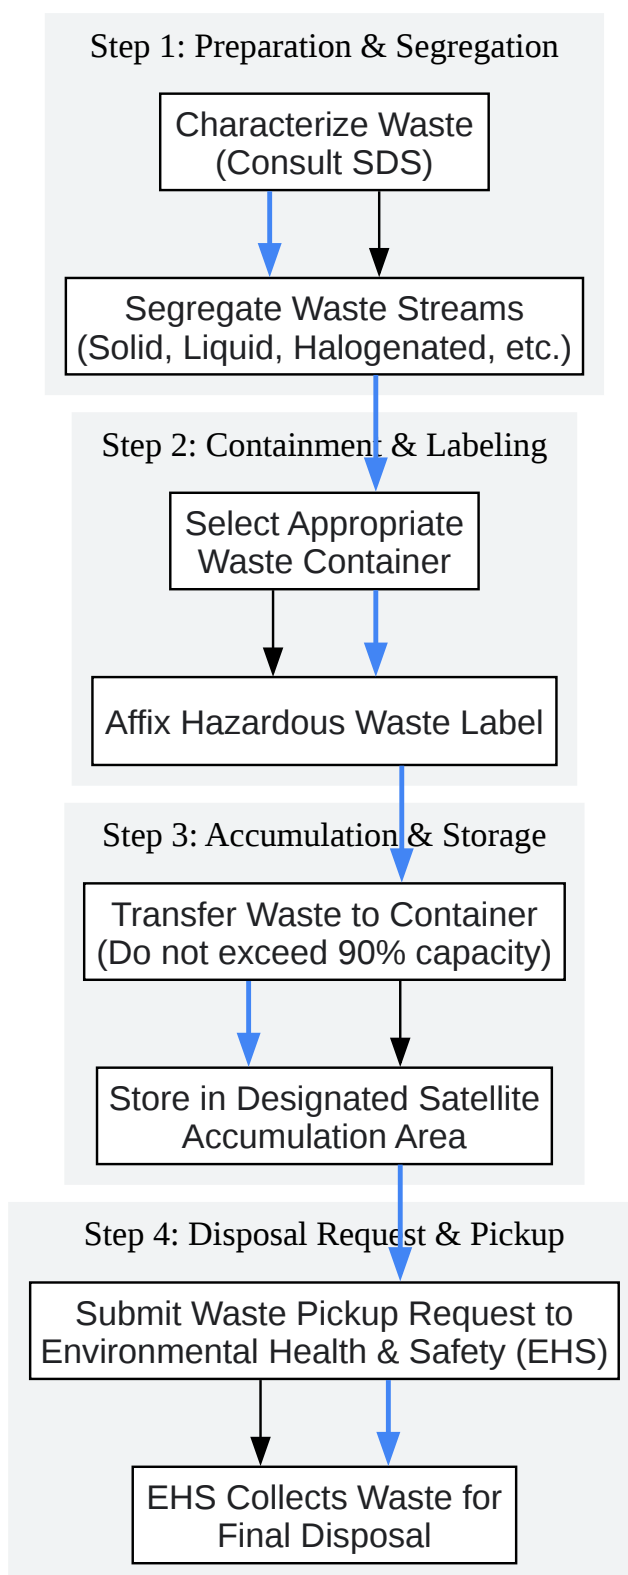 Step 1: Preparation & Segregation
Characterize Waste
(Consult SDS)
Segregate Waste Streams
(Solid, Liquid, Halogenated, etc.)
Step 2: Containment & Labeling
Select Appropriate
Waste Container
Affix Hazardous Waste Label
Step 3: Accumulation & Storage
Transfer Waste to Container
(Do not exceed 90% capacity)
Store in Designated Satellite
Accumulation Area
Step 4: Disposal Request & Pickup
Submit Waste Pickup Request to
Environmental Health & Safety (EHS)
EHS Collects Waste for
Final Disposal